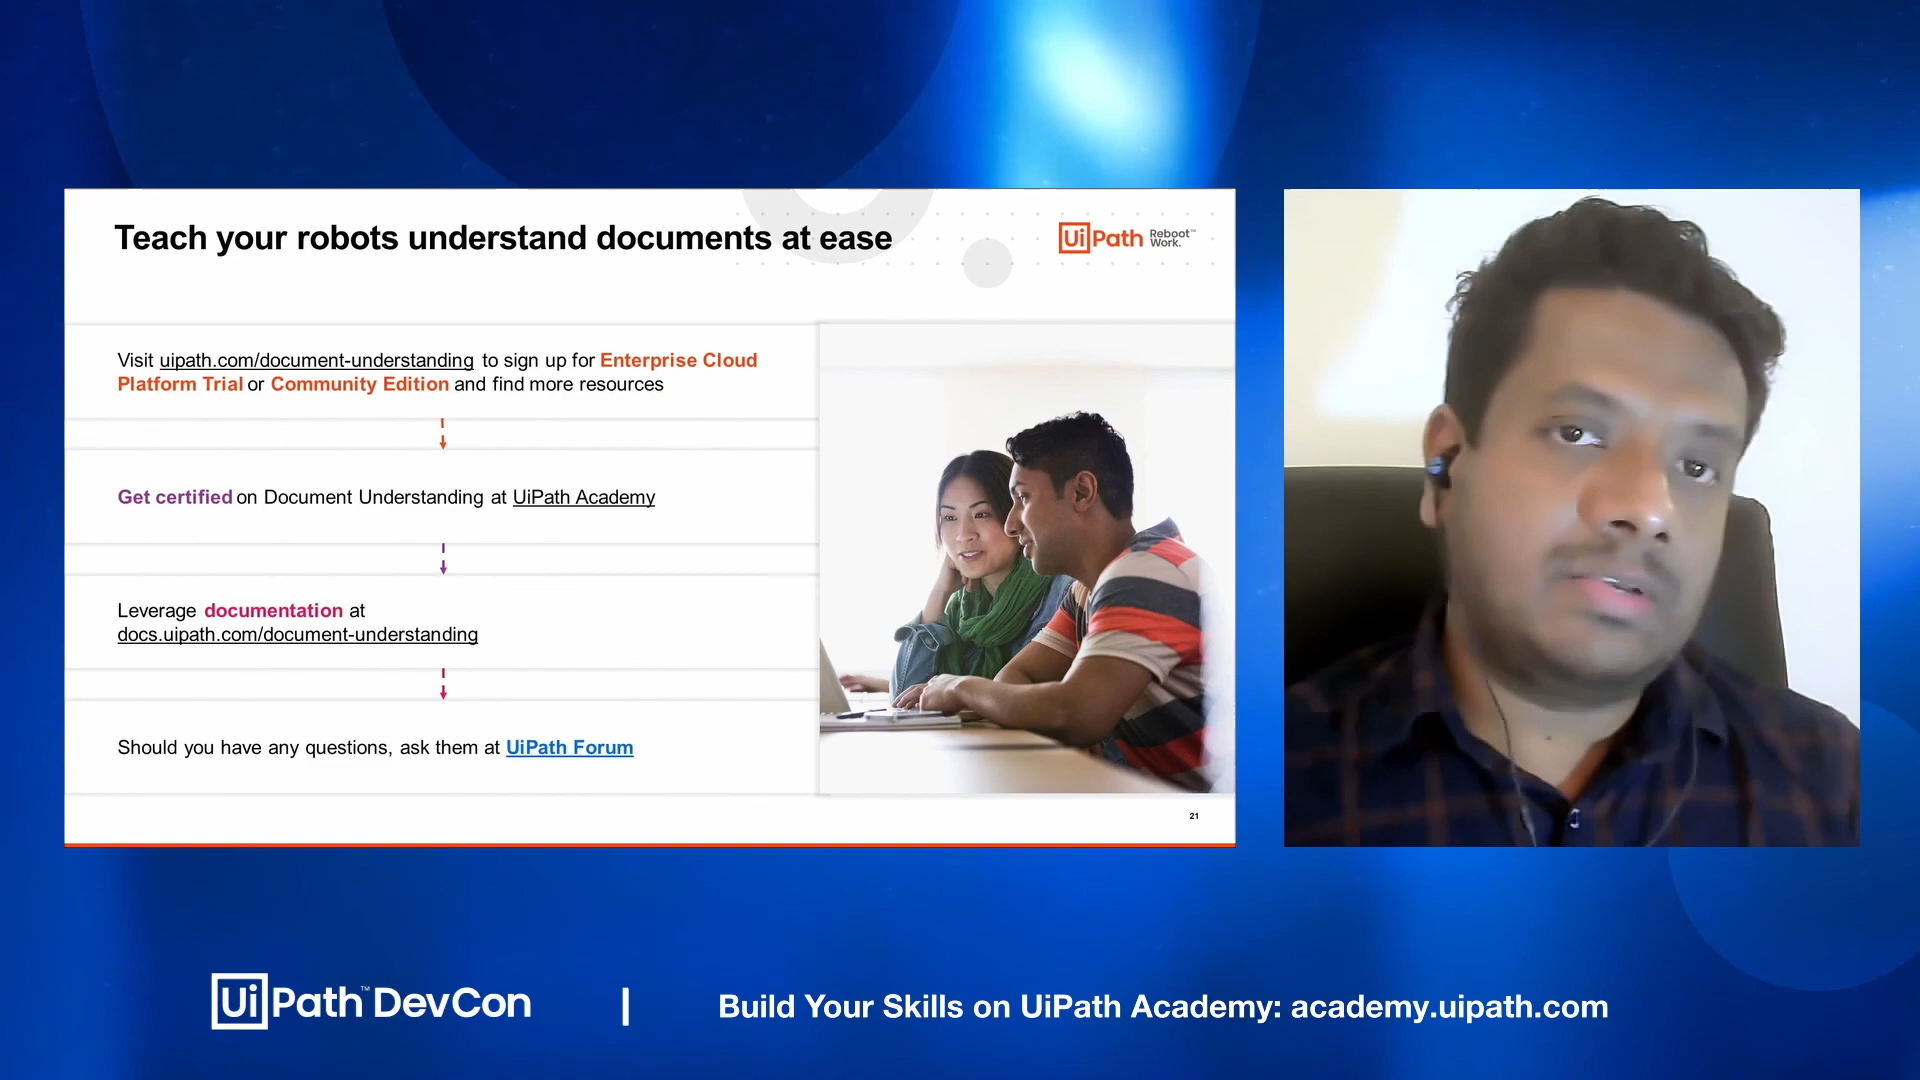 Teach your robots understand documents at ease
UiPath Reboot™
Work.
Visit uipath.com/document-understanding to sign up for Enterprise Cloud
Platform Trial or Community Edition and find more resources
Get certified on Document Understanding at UiPath Academy
Leverage documentation at
docs.uipath.com/document-understanding
Should you have any questions, ask them at UiPath Forum
21
UiPath™ DevCon | Build Your Skills on UiPath Academy: academy.uipath.com